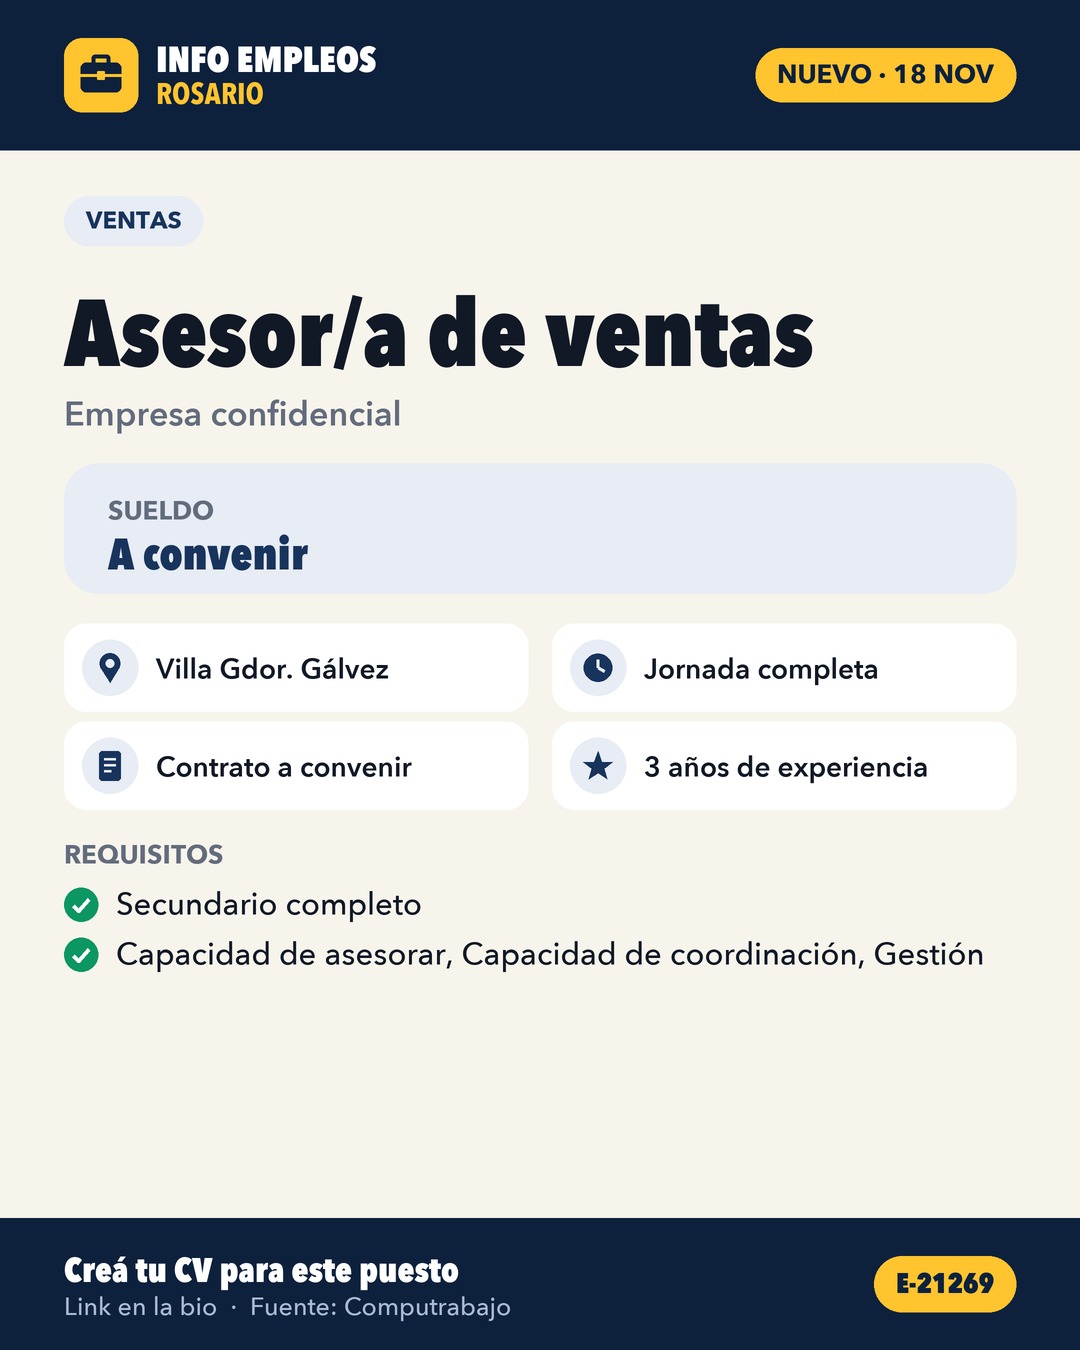 INFO EMPLEOS
ROSARIO
NUEVO · 18 NOV
VENTAS
Asesor/a de ventas
Empresa confidencial
SUELDO
A convenir
Villa Gdor. Gálvez
Jornada completa
Contrato a convenir
3 años de experiencia
REQUISITOS
Secundario completo
Capacidad de asesorar, Capacidad de coordinación, Gestión
Creá tu CV para este puesto
Link en la bio · Fuente: Computrabajo
E-21269